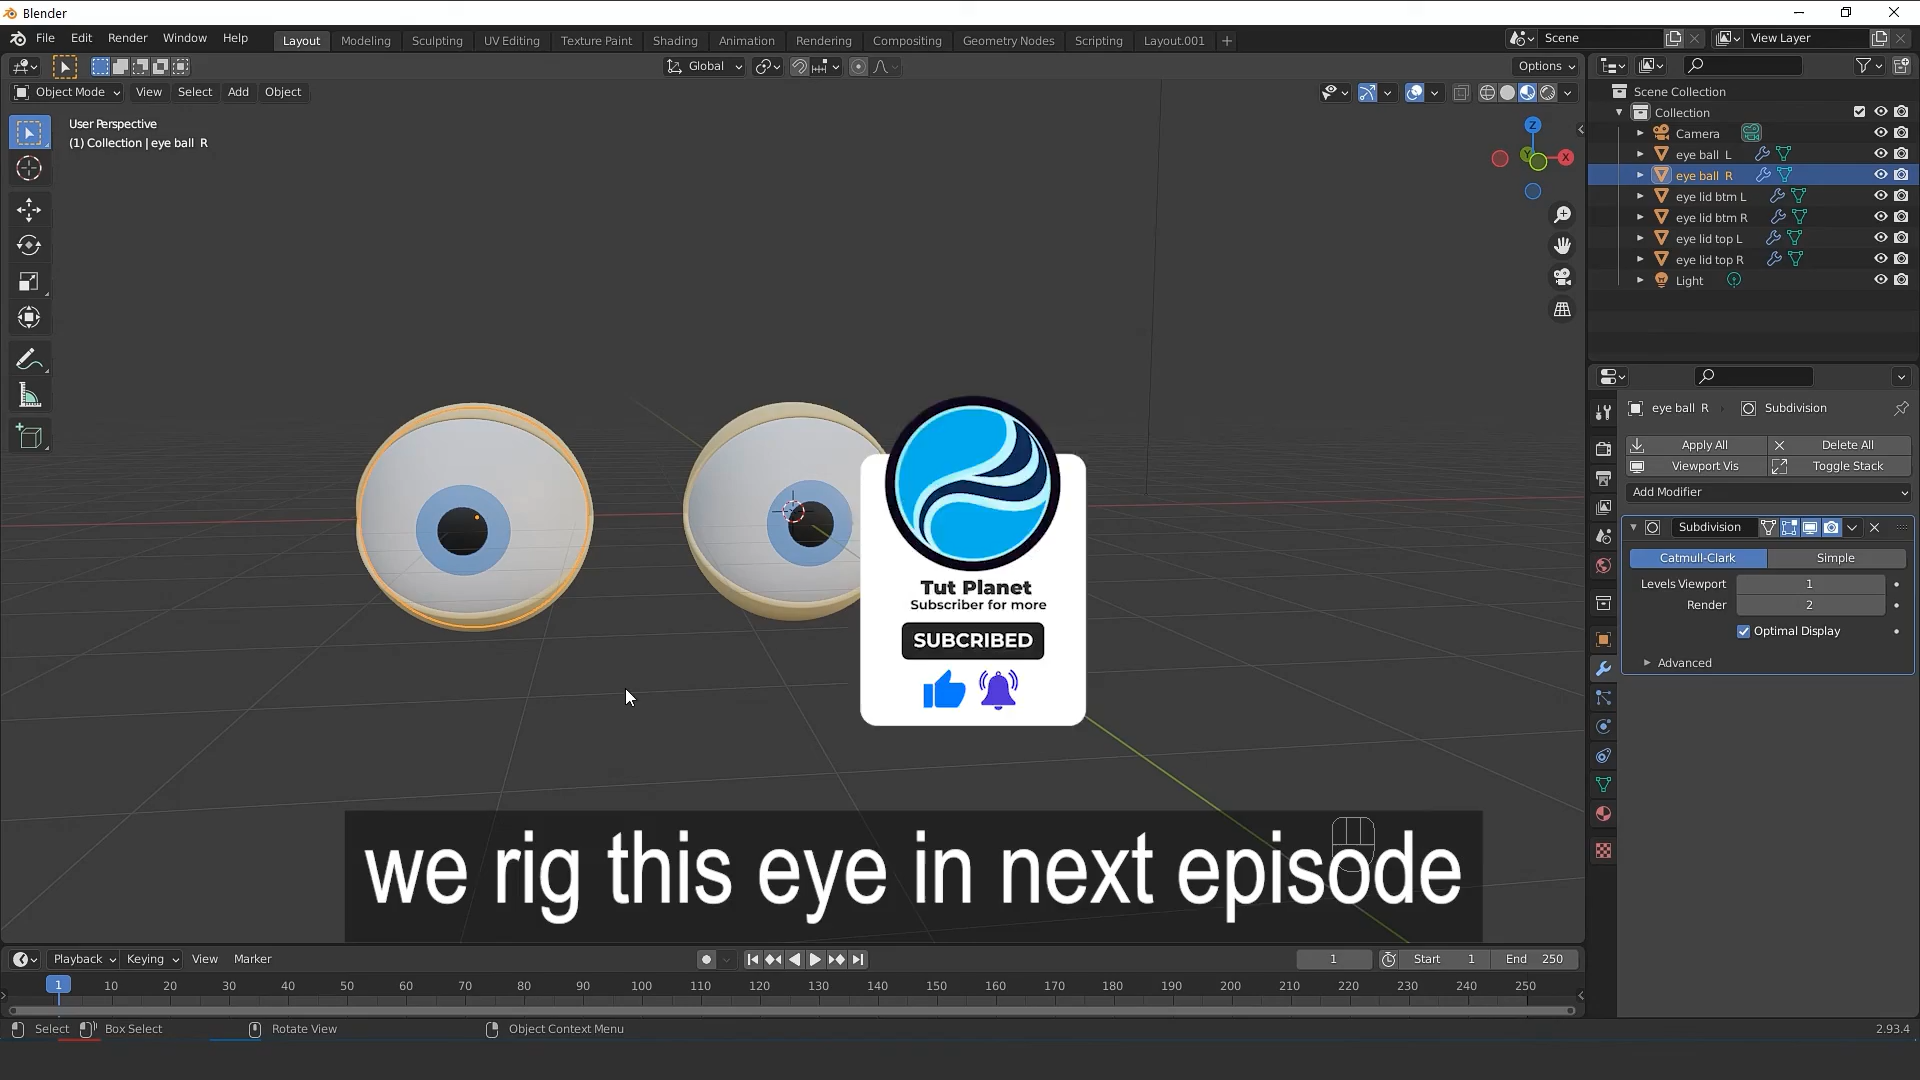 Blender
File Edit Render Window Help Layout Modeling Sculpting UV Editing Texture Paint Shading Animation Rendering Compositing Geometry Nodes Scripting Layout.001 + Scene View Layer
Global Options
Object Mode View Select Add Object
User Perspective
(1) Collection | eye ball R
Z
X
Y
Scene Collection
Collection
Camera
eye ball L
eye ball R
eye lid btm L
eye lid btm R
eye lid top L
eye lid top R
Light
eye ball R Subdivision
Apply All Delete All
Viewport Vis Toggle Stack
Add Modifier
Subdivision
Catmull-Clark Simple
Levels Viewport 1
Render 2
Optimal Display
Advanced
Tut Planet
Subscriber for more
SUBCRIBED
we rig this eye in next episode
Playback Keying View Marker 1 Start 1 End 250
1 10 20 30 40 50 60 70 80 90 100 110 120 130 140 150 160 170 180 190 200 210 220 230 240 250
Select Box Select Rotate View Object Context Menu 2.93.4